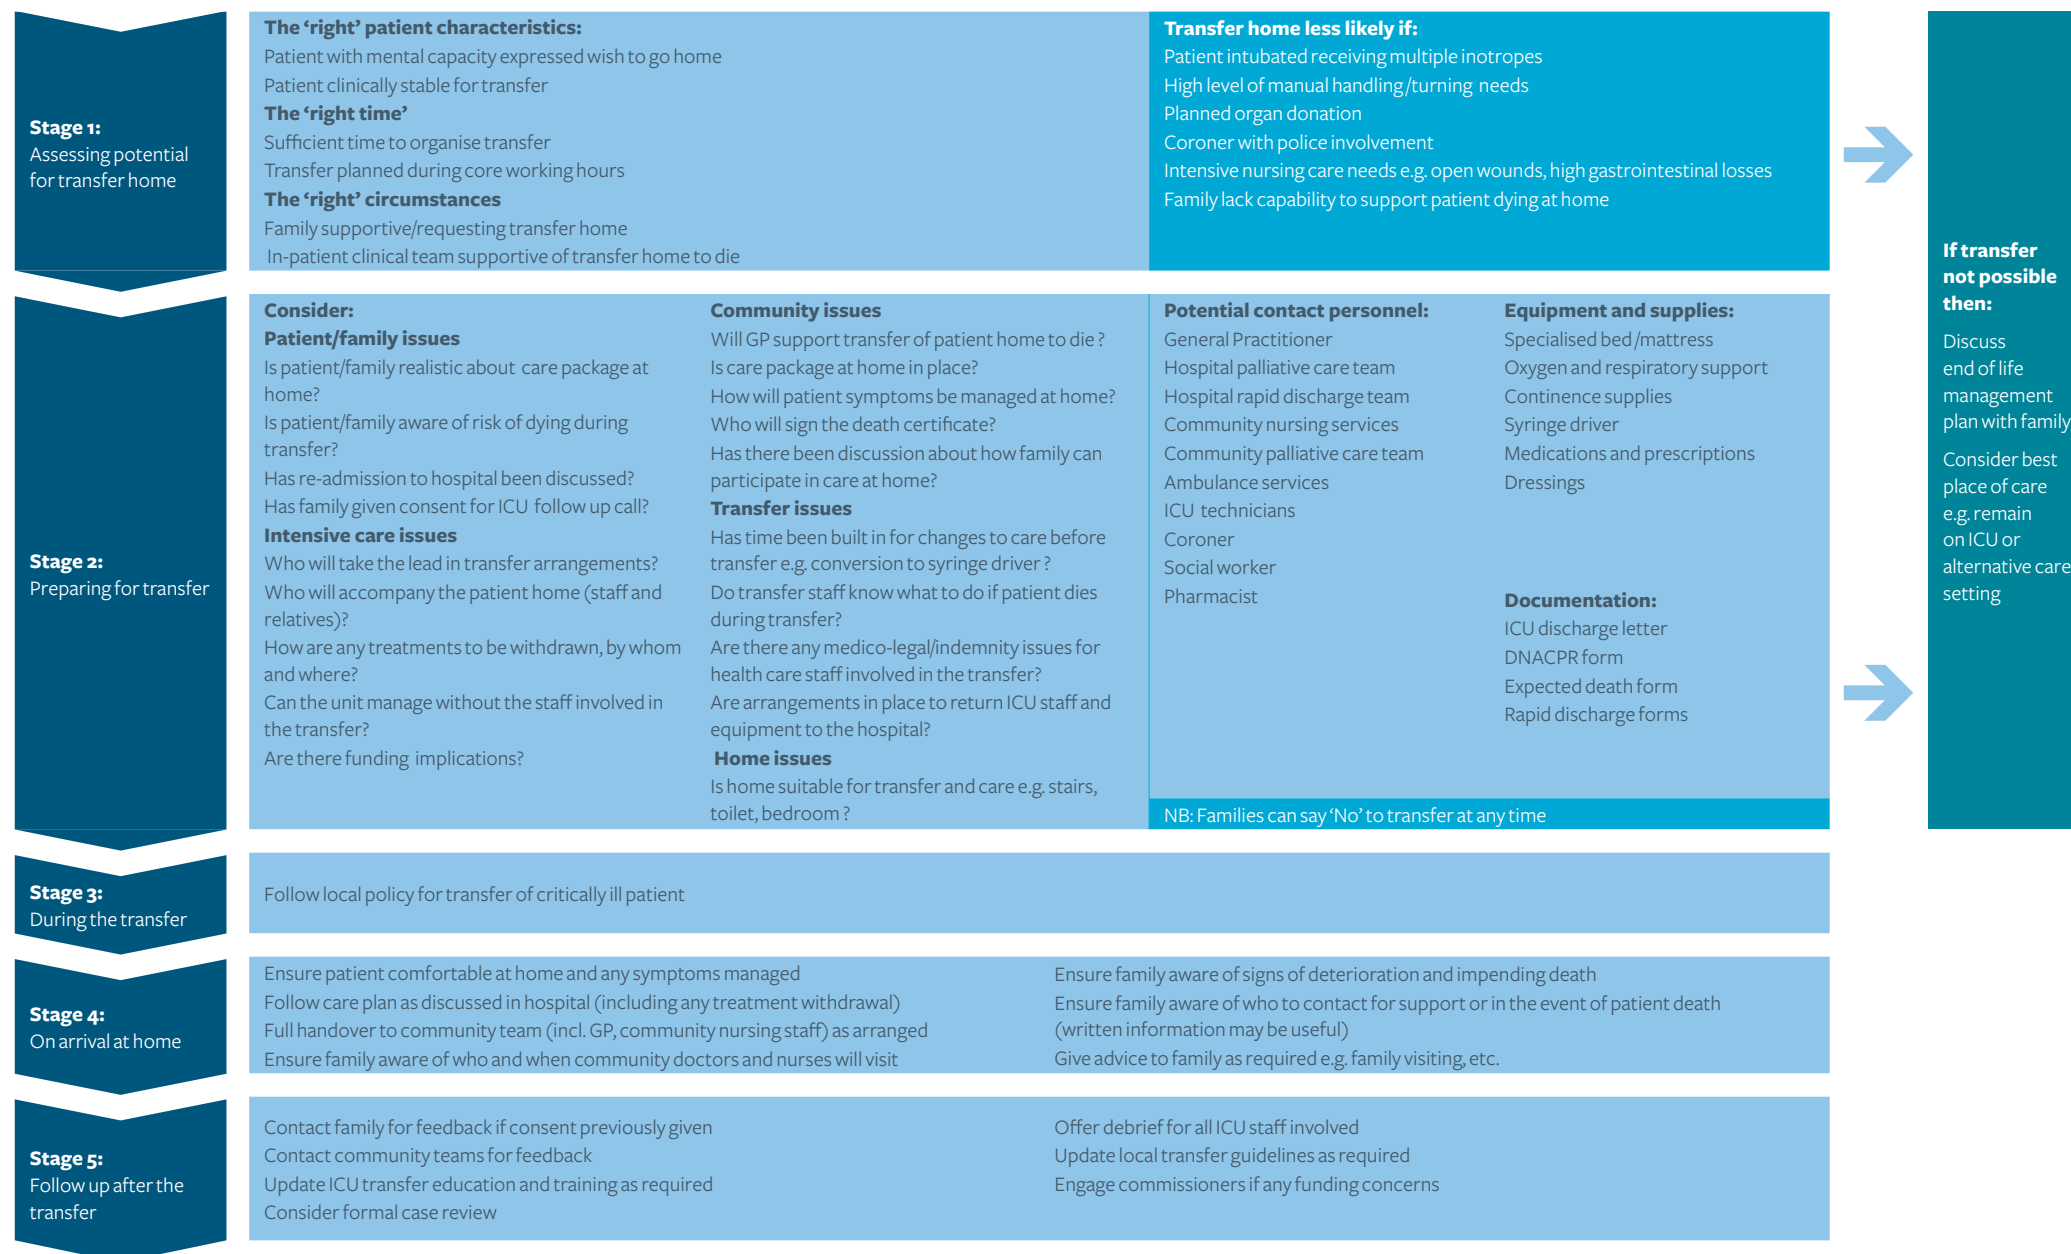 Stage 1:
Assessing potential
for transfer home
The ‘right’ patient characteristics:
Patient with mental capacity expressed wish to go home
Patient clinically stable for transfer
The ‘right time’
Sufficient time to organise transfer
Transfer planned during core working hours
The ‘right’ circumstances
Family supportive/requesting transfer home
In-patient clinical team supportive of transfer home to die
Transfer home less likely if:
Patient intubated receiving multiple inotropes
High level of manual handling/turning needs
Planned organ donation
Coroner with police involvement
Intensive nursing care needs e.g. open wounds, high gastrointestinal losses
Family lack capability to support patient dying at home
Stage 2:
Preparing for transfer
Consider:
Patient/family issues
Is patient/family realistic about care package at
home?
Is patient/family aware of risk of dying during
transfer?
Has re-admission to hospital been discussed?
Has family given consent for ICU follow up call?
Intensive care issues
Who will take the lead in transfer arrangements?
Who will accompany the patient home (staff and
relatives)?
How are any treatments to be withdrawn, by whom
and where?
Can the unit manage without the staff involved in
the transfer?
Are there funding implications?
Community issues
Will GP support transfer of patient home to die ?
Is care package at home in place?
How will patient symptoms be managed at home?
Who will sign the death certificate?
Has there been discussion about how family can
participate in care at home?
Transfer issues
Has time been built in for changes to care before
transfer e.g. conversion to syringe driver ?
Do transfer staff know what to do if patient dies
during transfer?
Are there any medico-legal/indemnity issues for
health care staff involved in the transfer?
Are arrangements in place to return ICU staff and
equipment to the hospital?
Home issues
Is home suitable for transfer and care e.g. stairs,
toilet, bedroom ?
Potential contact personnel:
General Practitioner
Hospital palliative care team
Hospital rapid discharge team
Community nursing services
Community palliative care team
Ambulance services
ICU technicians
Coroner
Social worker
Pharmacist
Equipment and supplies:
Specialised bed /mattress
Oxygen and respiratory support
Continence supplies
Syringe driver
Medications and prescriptions
Dressings
Documentation:
ICU discharge letter
DNACPR form
Expected death form
Rapid discharge forms
NB: Families can say ‘No’ to transfer at any time
If transfer
not possible
then:
Discuss
end of life
management
plan with family
Consider best
place of care
e.g. remain
on ICU or
alternative care
setting
Stage 3:
During the transfer
Follow local policy for transfer of critically ill patient
Stage 4:
On arrival at home
Ensure patient comfortable at home and any symptoms managed
Follow care plan as discussed in hospital (including any treatment withdrawal)
Full handover to community team (incl. GP, community nursing staff) as arranged
Ensure family aware of who and when community doctors and nurses will visit
Ensure family aware of signs of deterioration and impending death
Ensure family aware of who to contact for support or in the event of patient death
(written information may be useful)
Give advice to family as required e.g. family visiting, etc.
Stage 5:
Follow up after the
transfer
Contact family for feedback if consent previously given
Contact community teams for feedback
Update ICU transfer education and training as required
Consider formal case review
Offer debrief for all ICU staff involved
Update local transfer guidelines as required
Engage commissioners if any funding concerns